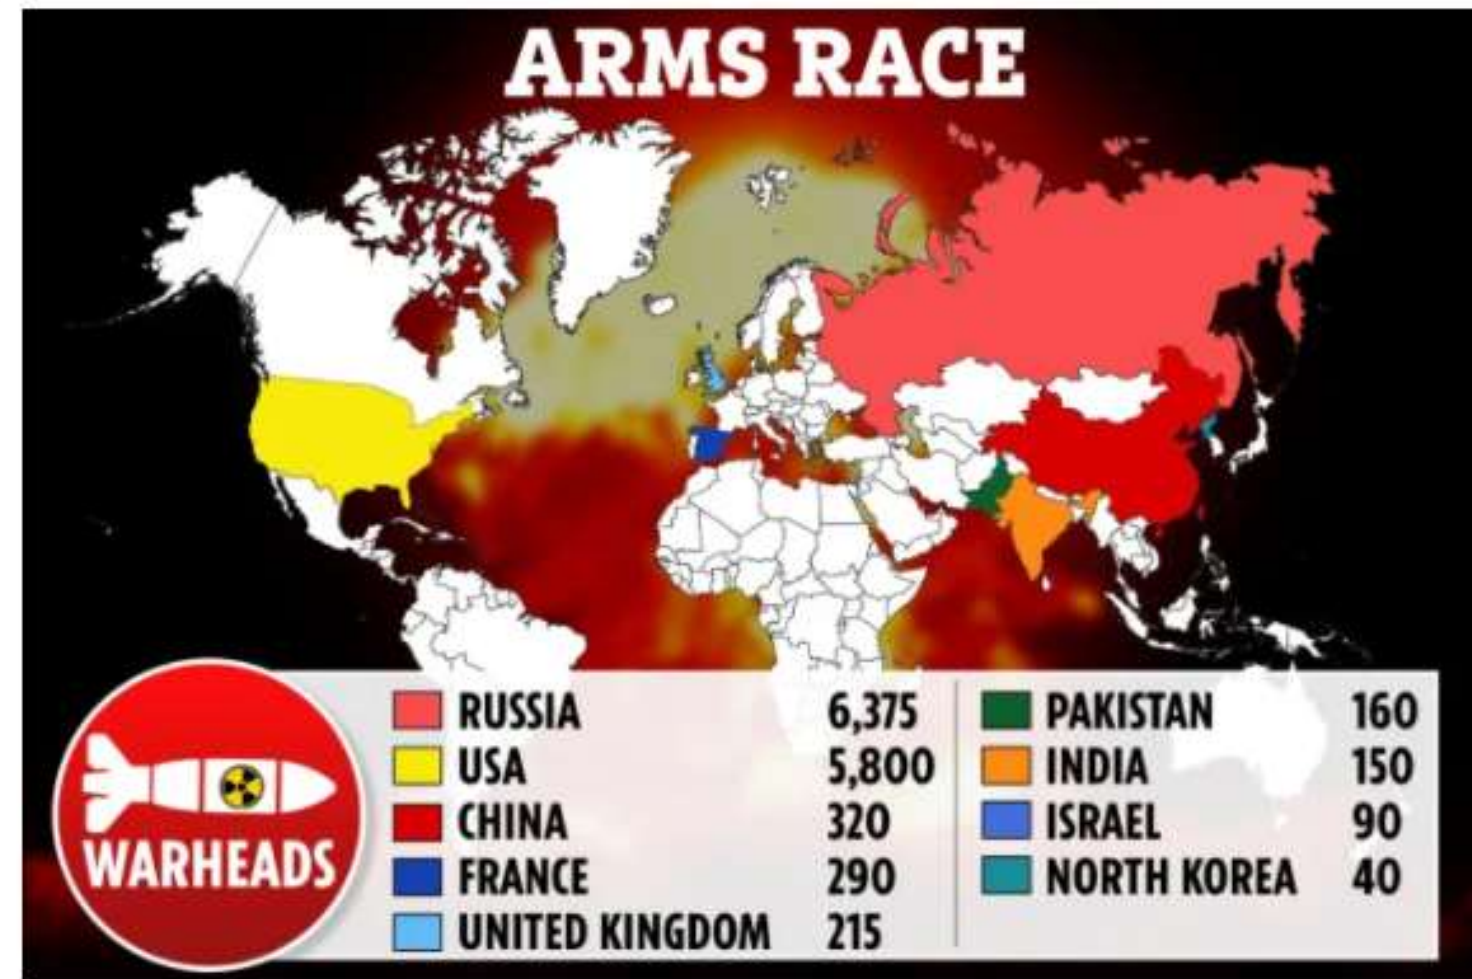 ARMS RACE
WARHEADS
RUSSIA 6,375
USA 5,800
CHINA 320
FRANCE 290
UNITED KINGDOM 215
PAKISTAN 160
INDIA 150
ISRAEL 90
NORTH KOREA 40